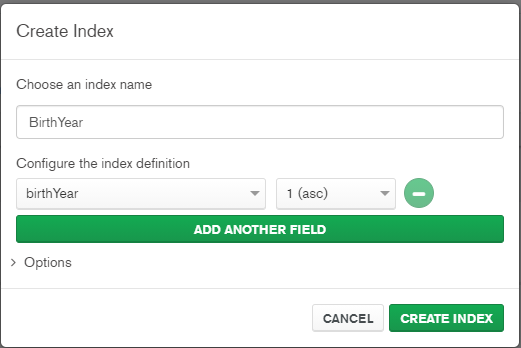 Create Index
Choose an index name
BirthYear
Configure the index definition
birthYear 1 (asc)
ADD ANOTHER FIELD
Options
CANCEL CREATE INDEX